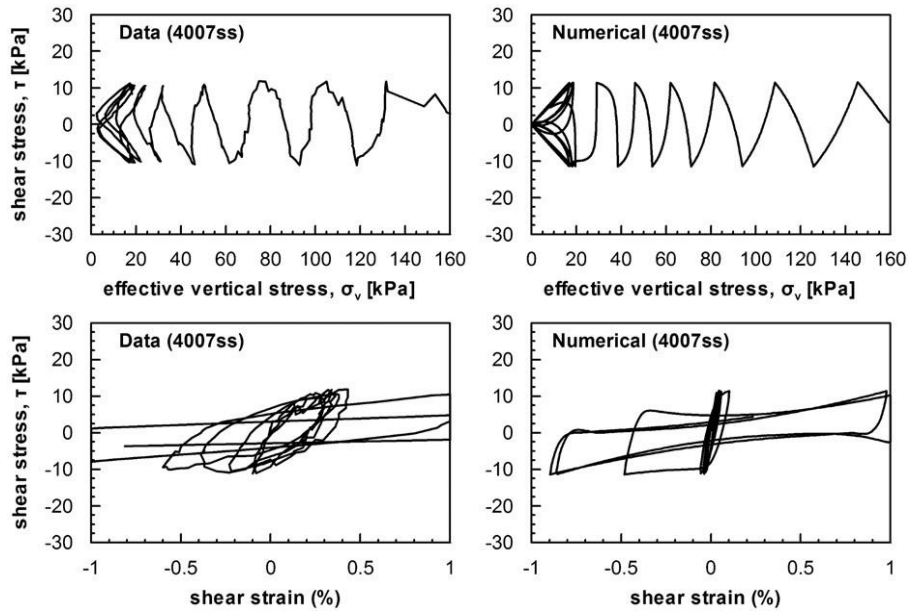 30
20
10
0
-10
-20
-30
shear stress, τ [kPa]
Data (4007ss)
0 20 40 60 80 100 120 140 160
effective vertical stress, σv [kPa]
30
20
10
0
-10
-20
-30
Numerical (4007ss)
0 20 40 60 80 100 120 140 160
effective vertical stress, σv [kPa]
30
20
10
0
-10
-20
-30
shear stress, τ [kPa]
Data (4007ss)
-1 -0.5 0 0.5 1
shear strain (%)
30
20
10
0
-10
-20
-30
Numerical (4007ss)
-1 -0.5 0 0.5 1
shear strain (%)